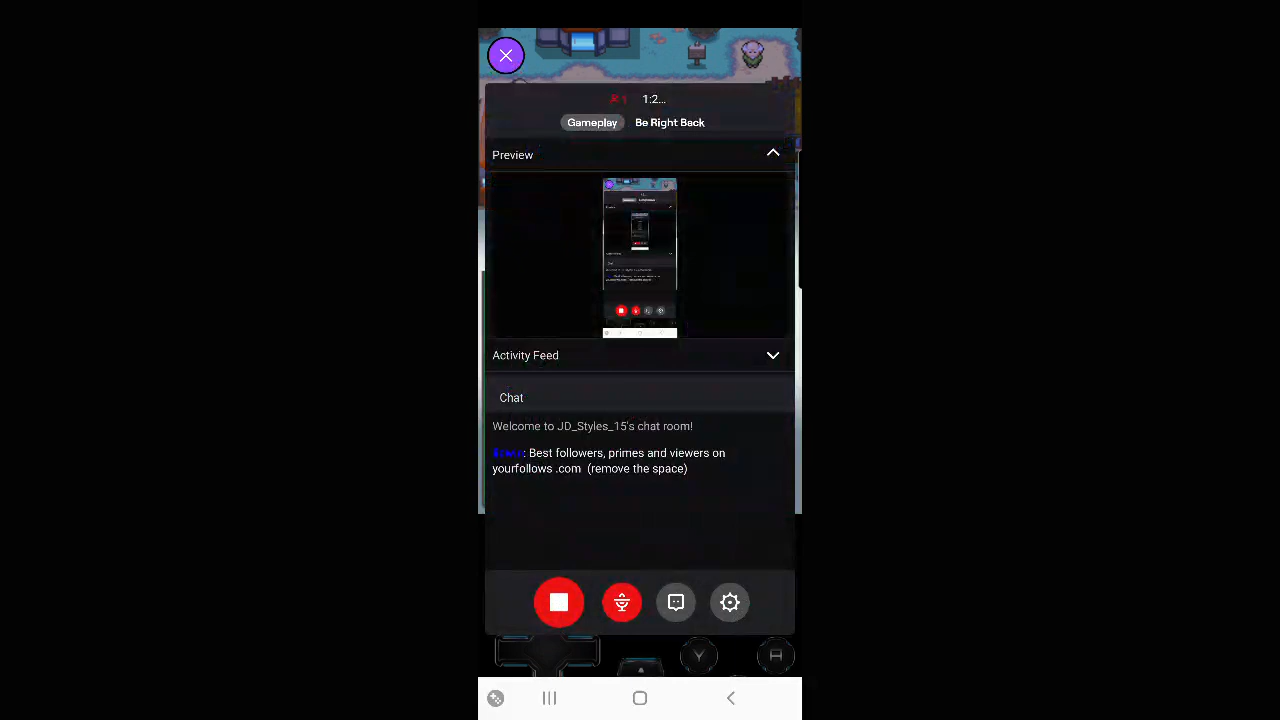 1 1:2...
Gameplay Be Right Back
Preview
Activity Feed
Chat
Welcome to JD_Styles_15's chat room!
: Best followers, primes and viewers on
yourfollows .com (remove the space)